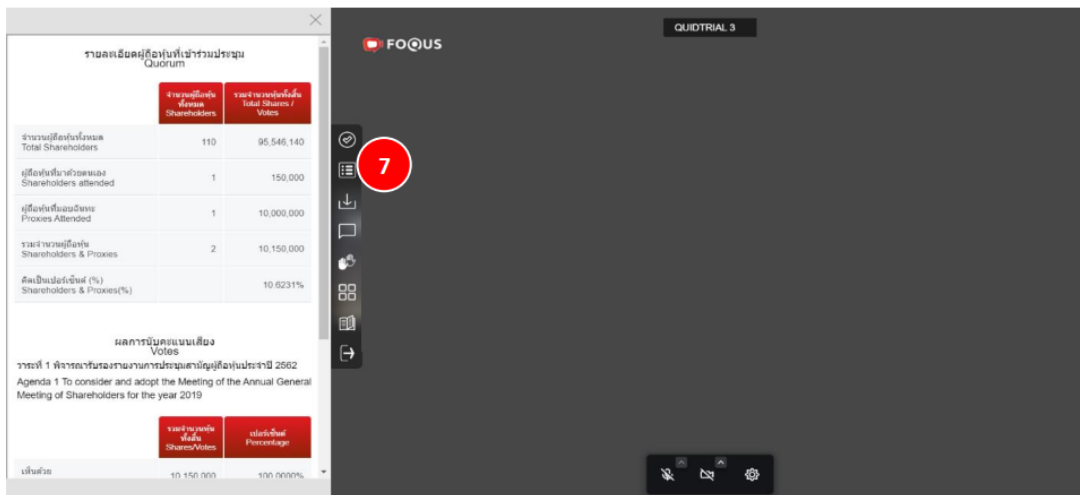 QUIDTRIAL 3
FOQUS
รายละเอียดผู้ถือหุ้นที่เข้าร่วมประชุม
Quorum
จำนวนผู้ถือหุ้น
ทั้งหมด
Shareholders
รวมจำนวนหุ้นทั้งสิ้น
Total Shares /
Votes
จำนวนผู้ถือหุ้นทั้งหมด
Total Shareholders
110
95,546,140
ผู้ถือหุ้นที่มาด้วยตนเอง
Shareholders attended
1
150,000
ผู้ถือหุ้นที่มอบฉันทะ
Proxies Attended
1
10,000,000
รวมจำนวนผู้ถือหุ้น
Shareholders & Proxies
2
10,150,000
คิดเป็นเปอร์เซ็นต์ (%)
Shareholders & Proxies(%)
10.6231%
ผลการนับคะแนนเสียง
Votes
วาระที่ 1 พิจารณารับรองรายงานการประชุมสามัญผู้ถือหุ้นประจำปี 2562
Agenda 1 To consider and adopt the Meeting of the Annual General
Meeting of Shareholders for the year 2019
รวมจำนวนหุ้น
ทั้งสิ้น
Shares/Votes
เปอร์เซ็นต์
Percentage
เห็นด้วย
10,150,000
100.0000%
7